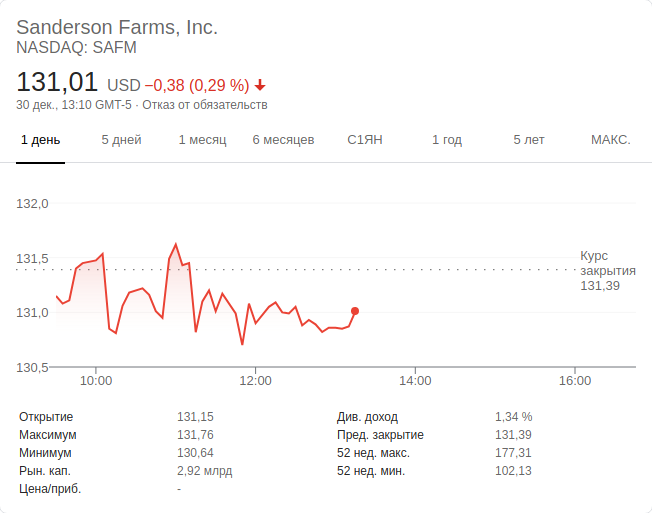 Sanderson Farms, Inc.
NASDAQ: SAFM
131,01 USD −0,38 (0,29 %)
30 дек., 13:10 GMT-5 · Отказ от обязательств
1 день 5 дней 1 месяц 6 месяцев С1ЯН 1 год 5 лет МАКС.
132,0
131,5
131,0
130,5
Курс
закрытия
131,39
10:00 12:00 14:00 16:00
Открытие 131,15 Див. доход 1,34 %
Максимум 131,76 Пред. закрытие 131,39
Минимум 130,64 52 нед. макс. 177,31
Рын. кап. 2,92 млрд 52 нед. мин. 102,13
Цена/приб. -